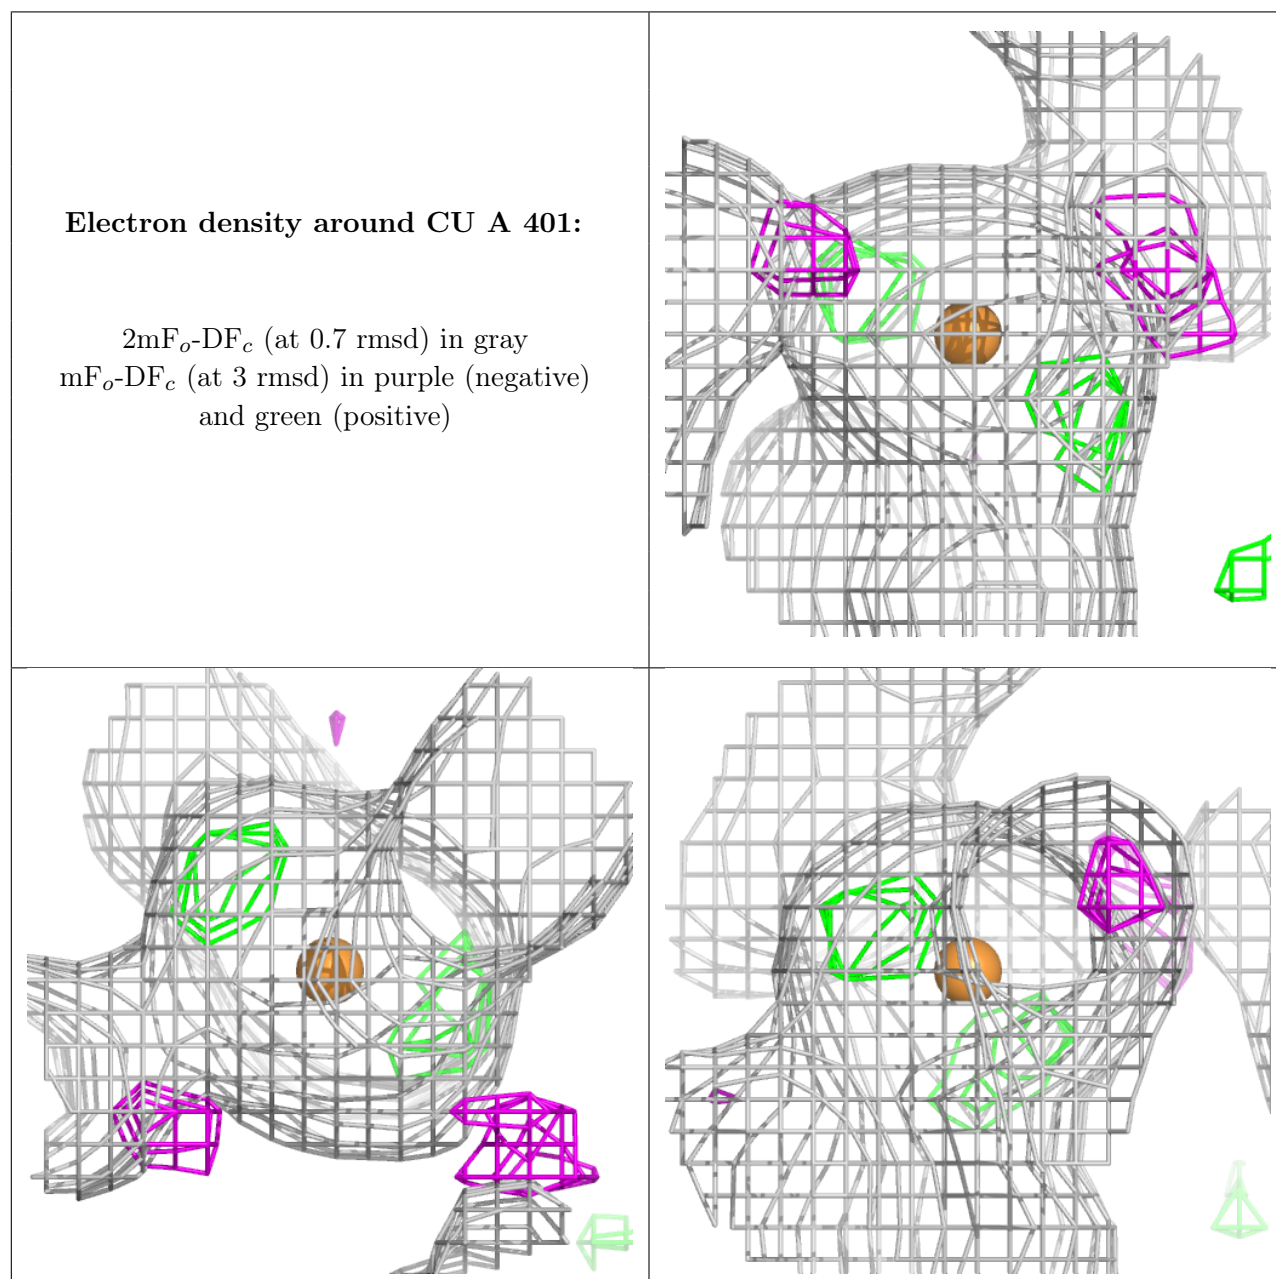 Electron density around CU A 401:
2mFo-DFc (at 0.7 rmsd) in gray
mFo-DFc (at 3 rmsd) in purple (negative)
and green (positive)